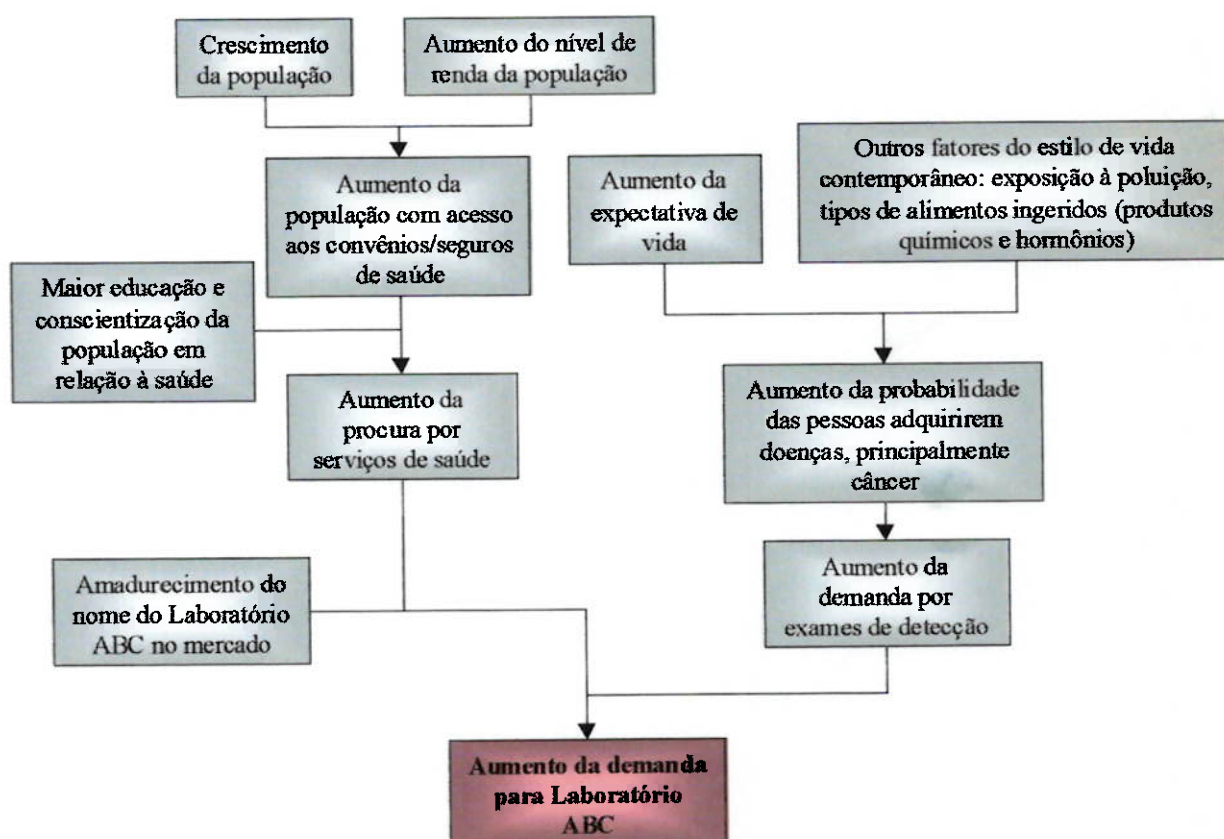 Crescimento
da população
Aumento do nível de
renda da população
Aumento da
população com acesso
aos convênios/seguros
de saúde
Aumento da
expectativa de
vida
Outros fatores do estilo de vida
contemporâneo: exposição à poluição,
tipos de alimentos ingeridos (produtos
químicos e hormônios)
Maior educação e
conscientização da
população em
relação à saúde
Aumento da
procura por
serviços de saúde
Aumento da probabilidade
das pessoas adquirirem
doenças, principalmente
câncer
Amadurecimento do
nome do Laboratório
ABC no mercado
Aumento da
demanda por
exames de detecção
Aumento da demanda
para Laboratório
ABC